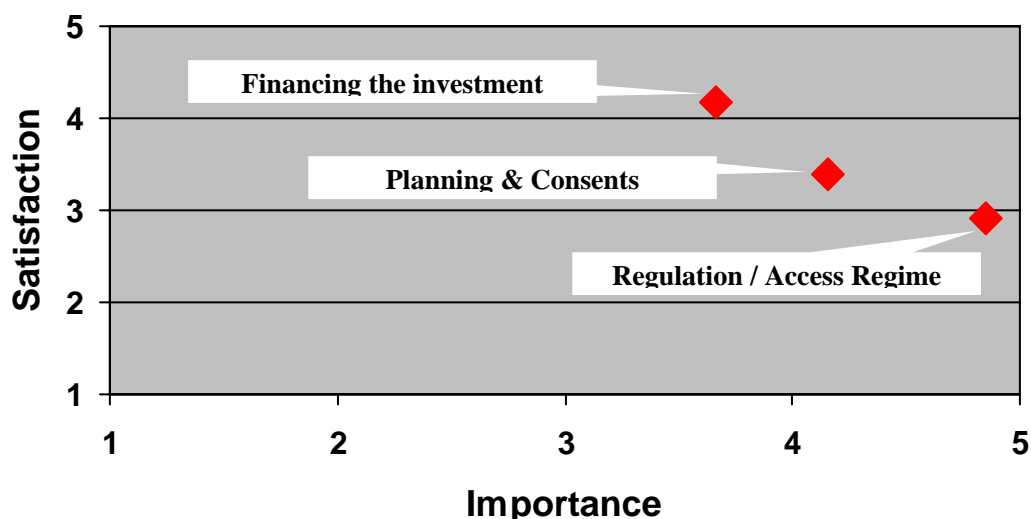 5
Financing the investment
4
Planning & Consents
3
Regulation / Access Regime
2
1
Satisfaction
1 2 3 4 5
Importance